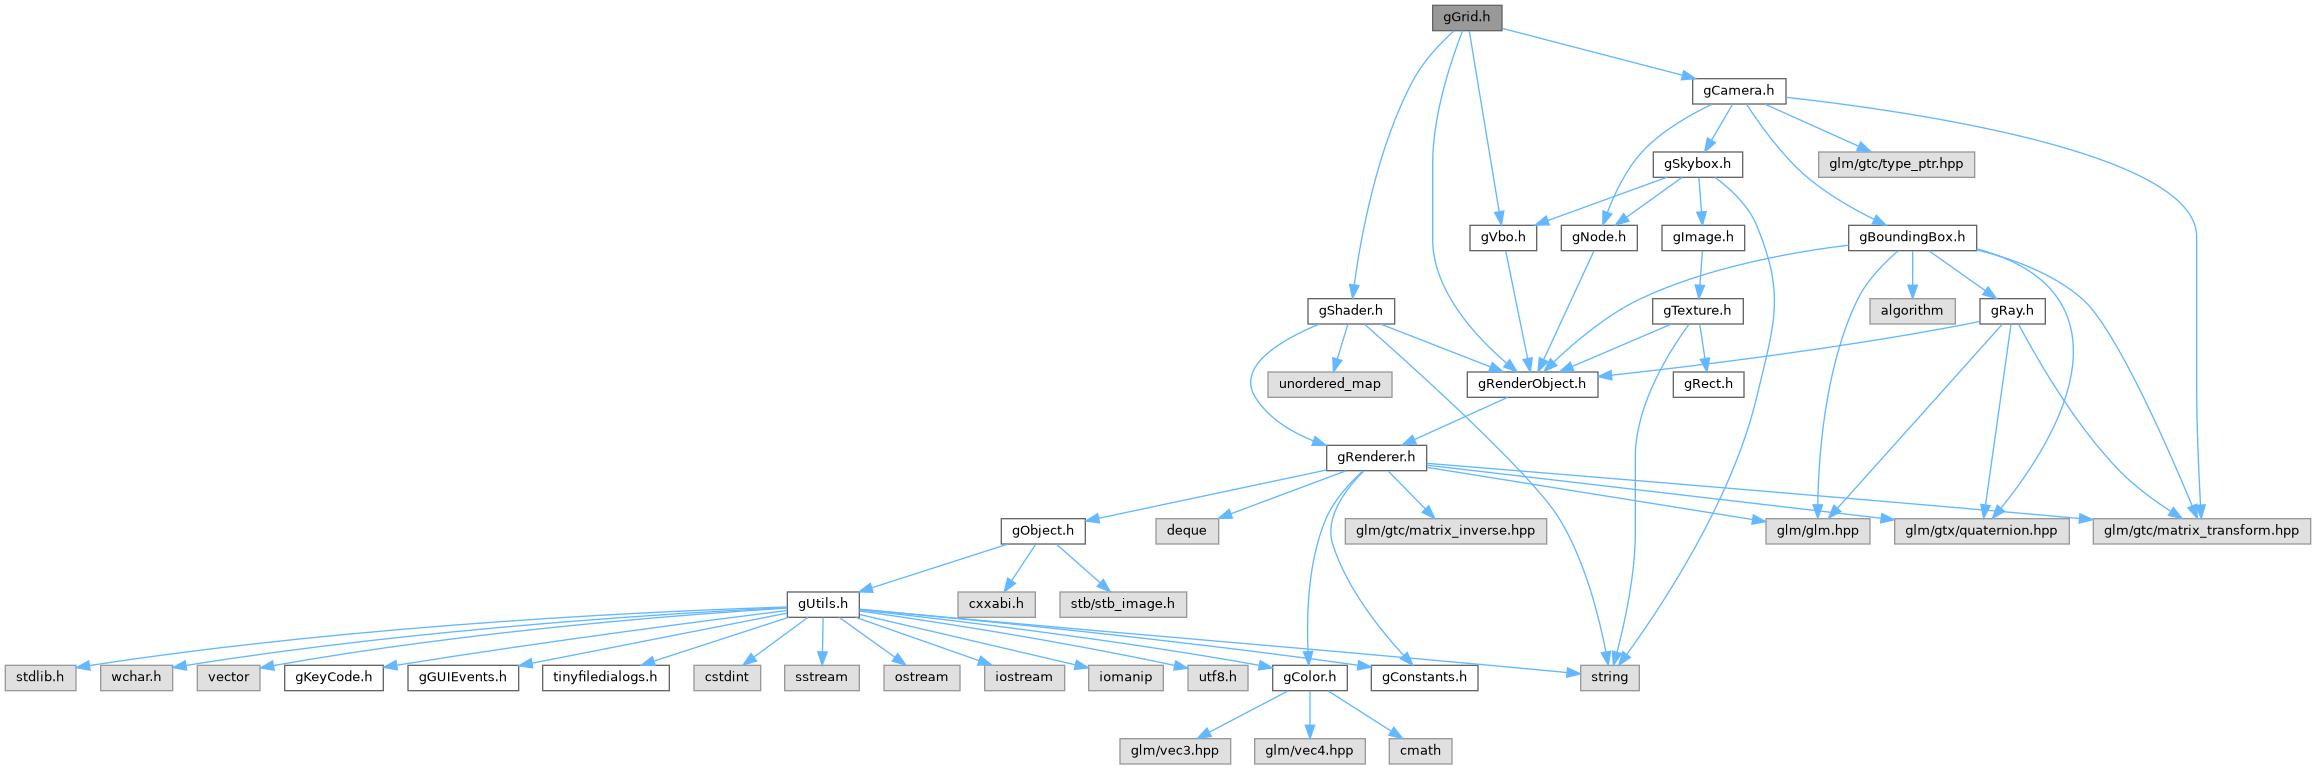 gGrid.h
gCamera.h
gSkybox.h
glm/gtc/type_ptr.hpp
gVbo.h
gNode.h
gImage.h
gBoundingBox.h
gShader.h
gTexture.h
algorithm
gRay.h
unordered_map
gRenderObject.h
gRect.h
gRenderer.h
gObject.h
deque
glm/gtc/matrix_inverse.hpp
glm/glm.hpp
glm/gtx/quaternion.hpp
glm/gtc/matrix_transform.hpp
gUtils.h
cxxabi.h
stb/stb_image.h
stdlib.h
wchar.h
vector
gKeyCode.h
gGUIEvents.h
tinyfiledialogs.h
cstdint
sstream
ostream
iostream
iomanip
utf8.h
gColor.h
gConstants.h
string
glm/vec3.hpp
glm/vec4.hpp
cmath